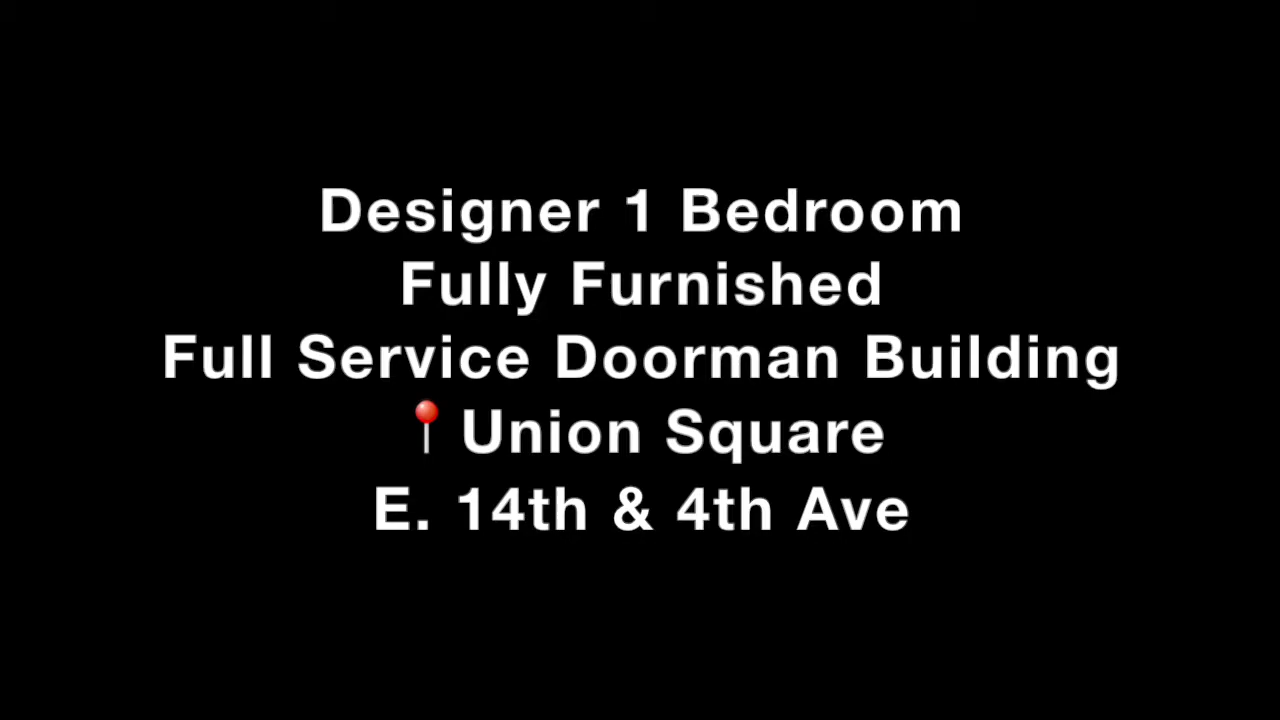 Designer 1 Bedroom
Fully Furnished
Full Service Doorman Building
📍Union Square
E. 14th & 4th Ave